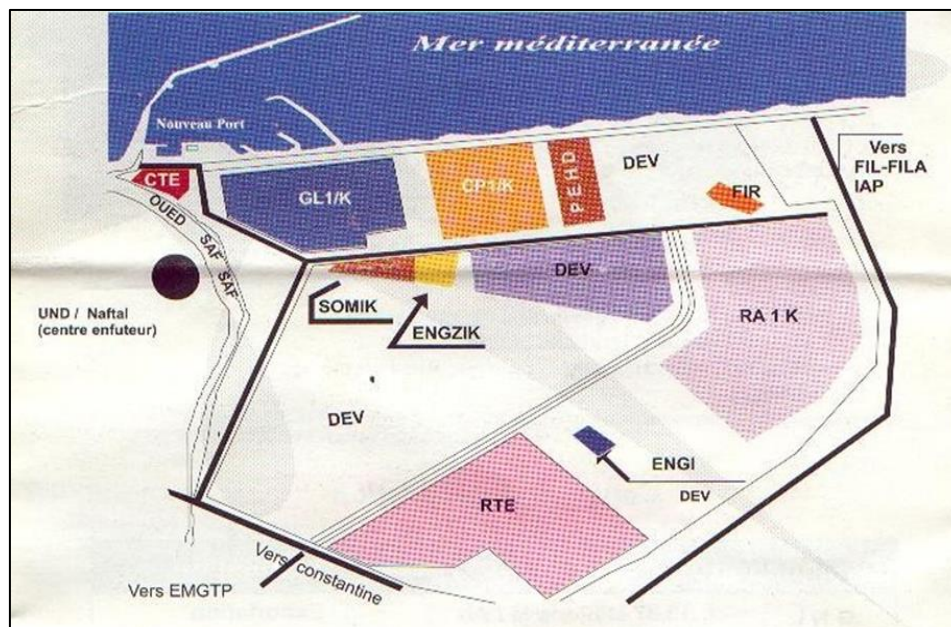 Mer méditerranée
Nouveau Port
Vers
FIL-FILA
IAP
CTE
GL1/K
CP1/K
PEHD
DEV
FIR
OUED
SAF SAF
UND / Naftal
(centre enfuteur)
SOMIK
ENGZIK
DEV
RA 1 K
DEV
ENGI
DEV
RTE
Vers constantine
Vers EMGTP